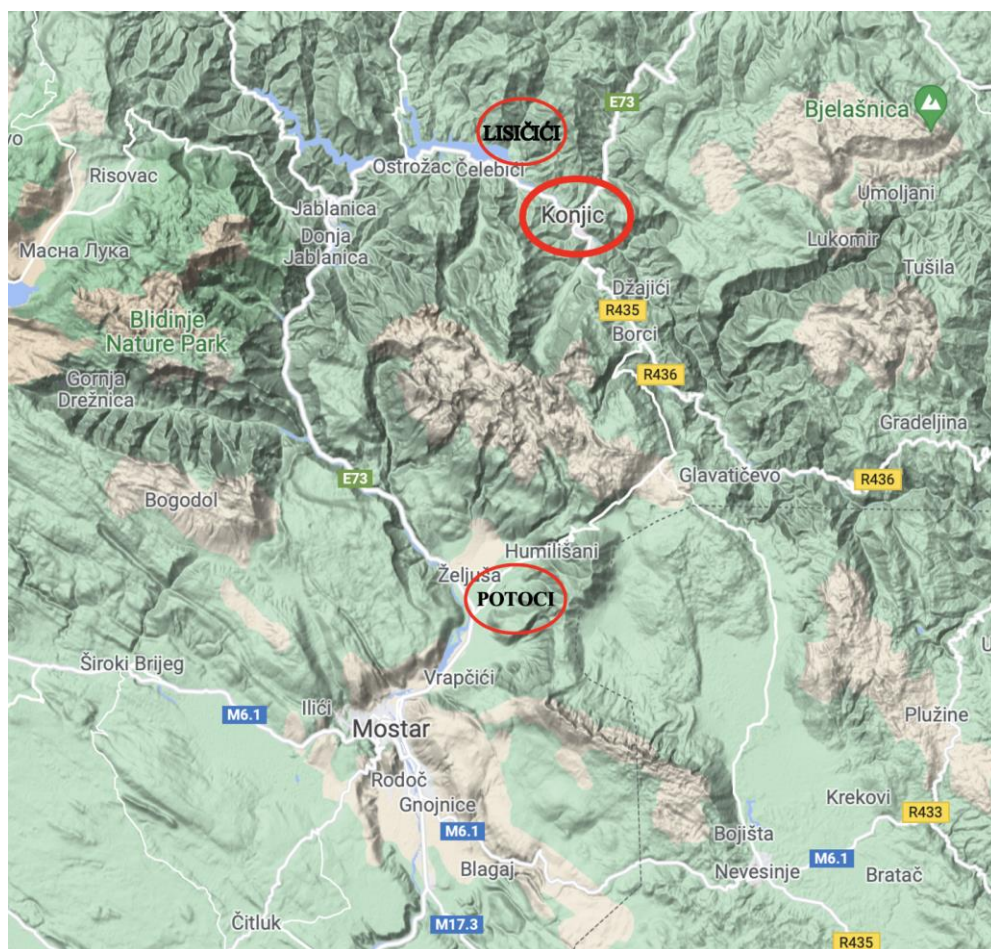 LISIČIĆI
E73
Bjelašnica
Risovac
Ostrožac
Čelebići
Umoljani
Jablanica
Konjic
Donja
Jablanica
Lukomir
Масна Лука
Tušila
Džajići
R435
Blidinje
Nature Park
Borci
R436
Gornja
Drežnica
Gradeljina
E73
Glavatičevo
R436
Bogodol
Humilišani
Željuša
POTOCI
Široki Brijeg
Vrapčići
Ilići
M6.1
Mostar
Plužine
Rodoč
Gnojnice
Krekovi
R433
M6.1
Bojišta
M6.1
Blagaj
Nevesinje
Bratač
Čitluk
M17.3
R435